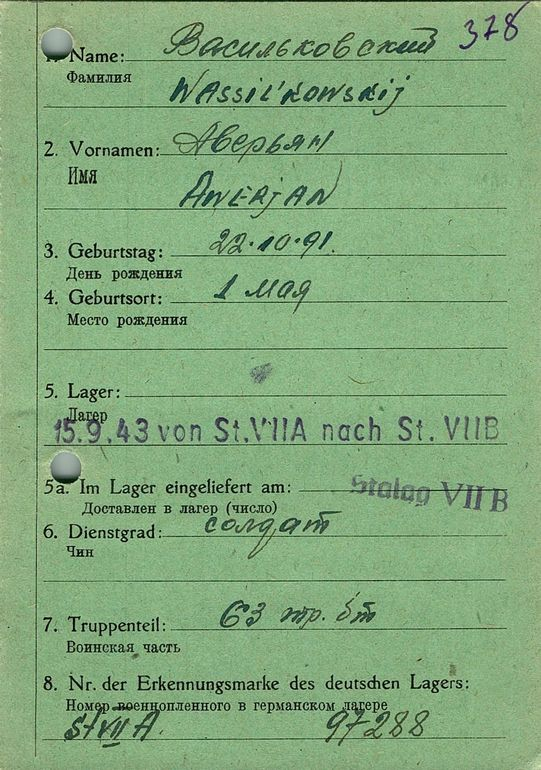 378
1. Name: Васильковский
Фамилия
WASSIL'KOWSKIJ
2. Vornamen: Аверьян
Имя
AWERJAN
3. Geburtstag: 22.10.91.
День рождения
4. Geburtsort: 1 мая
Место рождения
5. Lager:
Лагер
15.9.43 von St.VIIA nach St. VIIB
5a. Im Lager eingeliefert am: Stalag VII B
Доставлен в лагер (число)
6. Dienstgrad: солдат
Чин
7. Truppenteil: 63 тр. бт
Воинская часть
8. Nr. der Erkennungsmarke des deutschen Lagers:
Номер военнопленного в германском лагере
St VII A. 97288